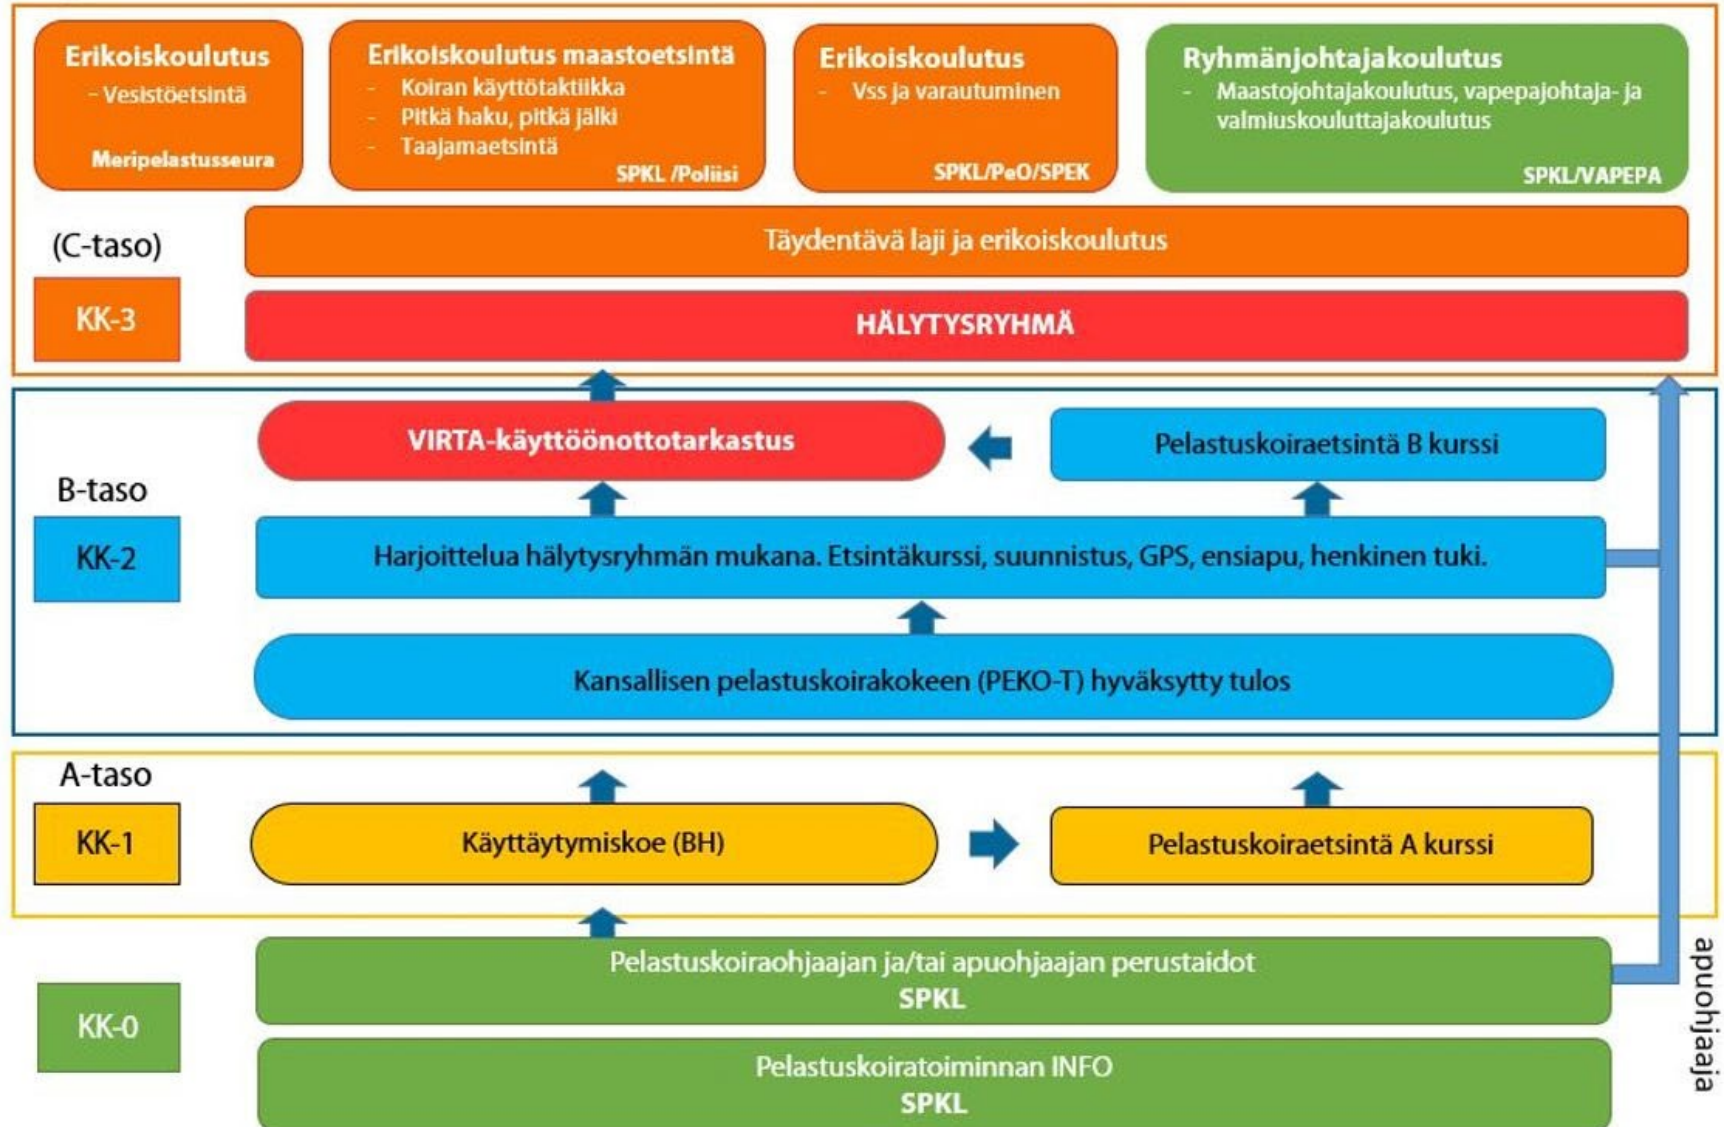 Erikoiskoulutus
- Vesistöetsintä
Meripelastusseura
Erikoiskoulutus maastoetsintä
- Koiran käyttötaktiikka
- Pitkä haku, pitkä jälki
- Taajamaetsintä
SPKL /Poliisi
Erikoiskoulutus
- Vss ja varautuminen
SPKL/PeO/SPEK
Ryhmänjohtajakoulutus
- Maastojohtajakoulutus, vapepajohtaja- ja
valmiuskouluttajakoulutus
SPKL/VAPEPA
(C-taso)
KK-3
Täydentävä laji ja erikoiskoulutus
HÄLYTYSRYHMÄ
B-taso
KK-2
VIRTA-käyttöönottotarkastus
Pelastuskoiraetsintä B kurssi
Harjoittelua hälytysryhmän mukana. Etsintäkurssi, suunnistus, GPS, ensiapu, henkinen tuki.
Kansallisen pelastuskoirakokeen (PEKO-T) hyväksytty tulos
A-taso
KK-1
Käyttäytymiskoe (BH)
Pelastuskoiraetsintä A kurssi
KK-0
Pelastuskoiraohjaajan ja/tai apuohjaajan perustaidot
SPKL
Pelastuskoiratoiminnan INFO
SPKL
apuohjaaja